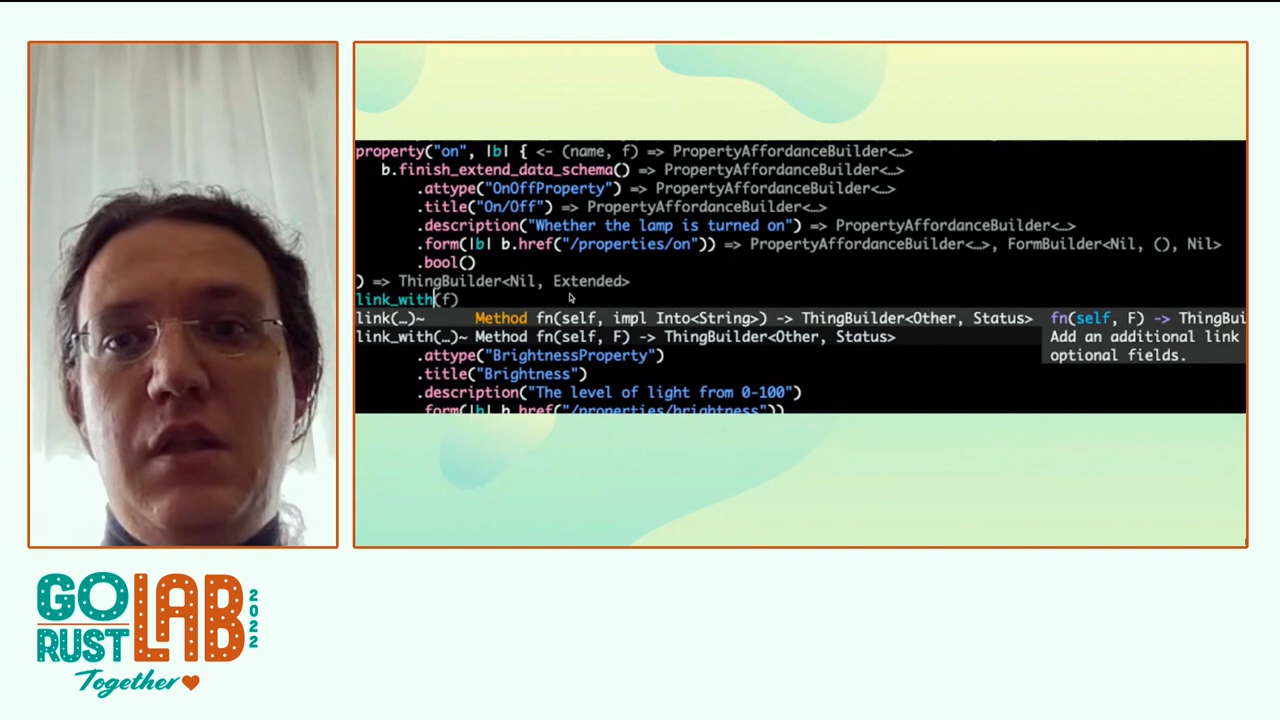 property("on", |b| { <- (name, f) => PropertyAffordanceBuilder<…>
b.finish_extend_data_schema() => PropertyAffordanceBuilder<…>
.attype("OnOffProperty") => PropertyAffordanceBuilder<…>
.title("On/Off") => PropertyAffordanceBuilder<…>
.description("Whether the lamp is turned on") => PropertyAffordanceBuilder<…>
.form(|b| b.href("/properties/on")) => PropertyAffordanceBuilder<…>, FormBuilder<Nil, (), Nil>
.bool()
) => ThingBuilder<Nil, Extended>
link_with(f)
link(…)~ Method fn(self, impl Into<String>) -> ThingBuilder<Other, Status> fn(self, F) -> ThingBui
link_with(…)~ Method fn(self, F) -> ThingBuilder<Other, Status> Add an additional link
.attype("BrightnessProperty") optional fields.
.title("Brightness")
.description("The level of light from 0-100")
.form(|b| b.href("/properties/brightness"))
GO LAB 2022
RUST
Together